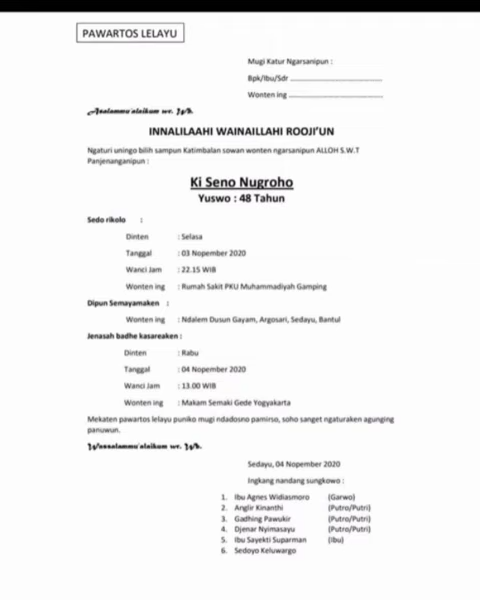 PAWARTOS LELAYU
Mugi Katur Ngarsanipun :
Bpk/Ibu/Sdr ........................................
Wonten ing ........................................
Assalammu'alaikum wr. Wb.
INNALILAAHI WAINAILLAHI ROOJI'UN
Ngaturi uningo bilih sampun Katimbalan sowan wonten ngarsanipun ALLOH S.W.T
Panjenanganipun :
Ki Seno Nugroho
Yuswo : 48 Tahun
Sedo rikolo :
Dinten : Selasa
Tanggal : 03 Nopember 2020
Wanci Jam : 22.15 WIB
Wonten ing : Rumah Sakit PKU Muhammadiyah Gamping
Dipun Semayamaken :
Wonten ing : Ndalem Dusun Gayam, Argosari, Sedayu, Bantul
Jenasah badhe kasareaken :
Dinten : Rabu
Tanggal : 04 Nopember 2020
Wanci Jam : 13.00 WIB
Wonten ing : Makam Semaki Gede Yogyakarta
Mekaten pawartos lelayu puniko mugi ndadosno pamirso, soho sanget ngaturaken agunging
panuwun.
Wassalammu'alaikum wr. Wb.
Sedayu, 04 Nopember 2020
Ingkang nandang sungkowo :
1. Ibu Agnes Widiasmoro (Garwo)
2. Anglir Kinanthi (Putro/Putri)
3. Gadhing Pawukir (Putro/Putri)
4. Djenar Nyimasayu (Putro/Putri)
5. Ibu Sayekti Suparman (Ibu)
6. Sedoyo Keluwargo